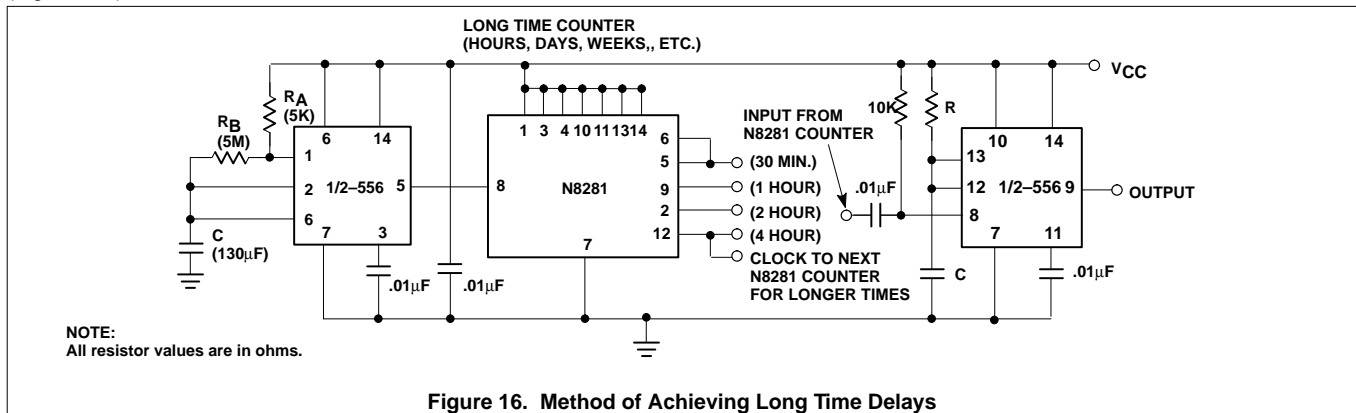 LONG TIME COUNTER
(HOURS, DAYS, WEEKS,, ETC.)
VCC
RA
(5K)
RB
(5M)
6 14
1
2
6
1/2–556 5
7 3
C
(130μF)
.01μF
.01μF
1 3 4 10 11 13 14
8
N8281
6
5
9
2
12
7
(30 MIN.)
(1 HOUR)
(2 HOUR)
(4 HOUR)
CLOCK TO NEXT
N8281 COUNTER
FOR LONGER TIMES
INPUT FROM
N8281 COUNTER
.01μF
10K
R
10 14
13
12
8
1/2–556 9
7 11
OUTPUT
C
.01μF
NOTE:
All resistor values are in ohms.
Figure 16. Method of Achieving Long Time Delays